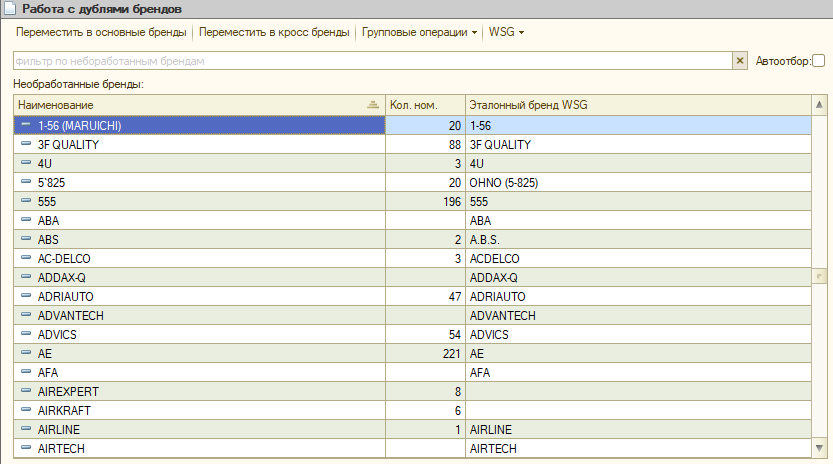 Работа с дублями брендов
Переместить в основные бренды Переместить в кросс бренды Групповые операции WSG
Фильтр по необработанным брендам Автоотбор:
Необработанные бренды:
Наименование Кол. ном. Эталонный бренд WSG
1-56 (MARUICHI) 20 1-56
3F QUALITY 88 3F QUALITY
4U 3 4U
5`825 20 OHNO (5-825)
555 196 555
ABA ABA
ABS 2 A.B.S.
AC-DELCO 3 ACDELCO
ADDAX-Q ADDAX-Q
ADRIAUTO 47 ADRIAUTO
ADVANTECH ADVANTECH
ADVICS 54 ADVICS
AE 221 AE
AFA AFA
AIREXPERT 8
AIRKRAFT 6
AIRLINE 1 AIRLINE
AIRTECH AIRTECH